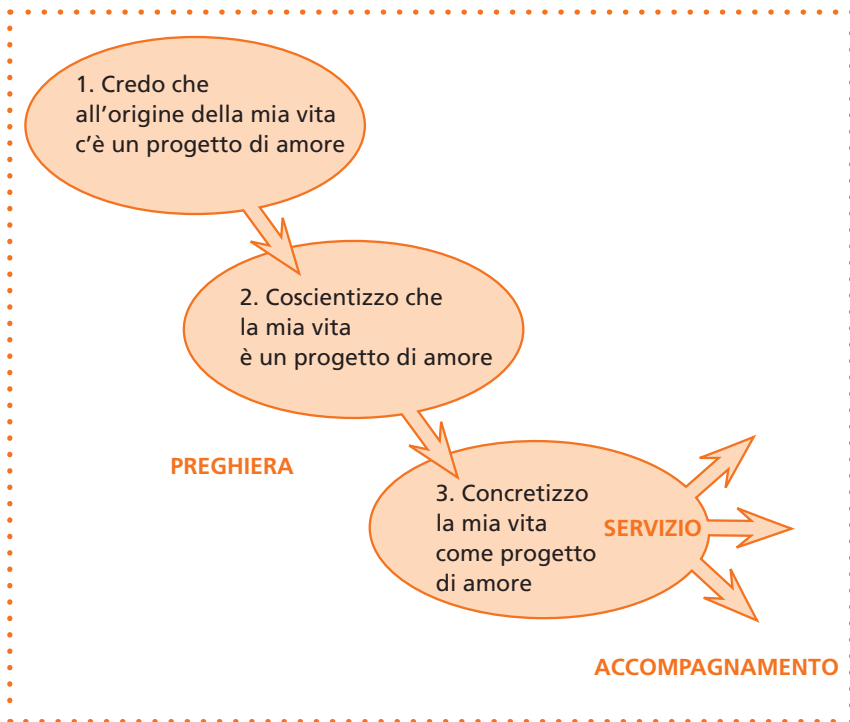 1. Credo che
all’origine della mia vita
c’è un progetto di amore
2. Coscientizzo che
la mia vita
è un progetto di amore
PREGHIERA
3. Concretizzo
la mia vita
come progetto
di amore
SERVIZIO
ACCOMPAGNAMENTO